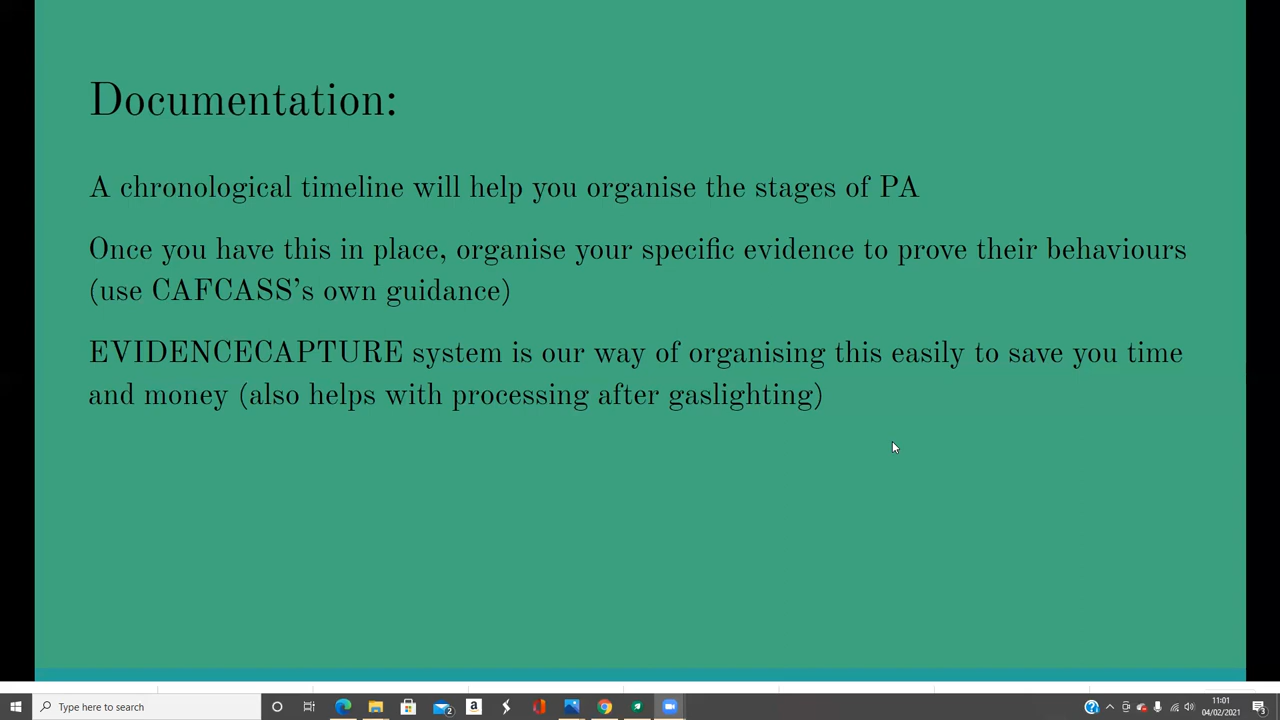 Documentation:
A chronological timeline will help you organise the stages of PA
Once you have this in place, organise your specific evidence to prove their behaviours
(use CAFCASS's own guidance)
EVIDENCECAPTURE system is our way of organising this easily to save you time
and money (also helps with processing after gaslighting)
Type here to search
2
a
11:01
04/02/2021
3